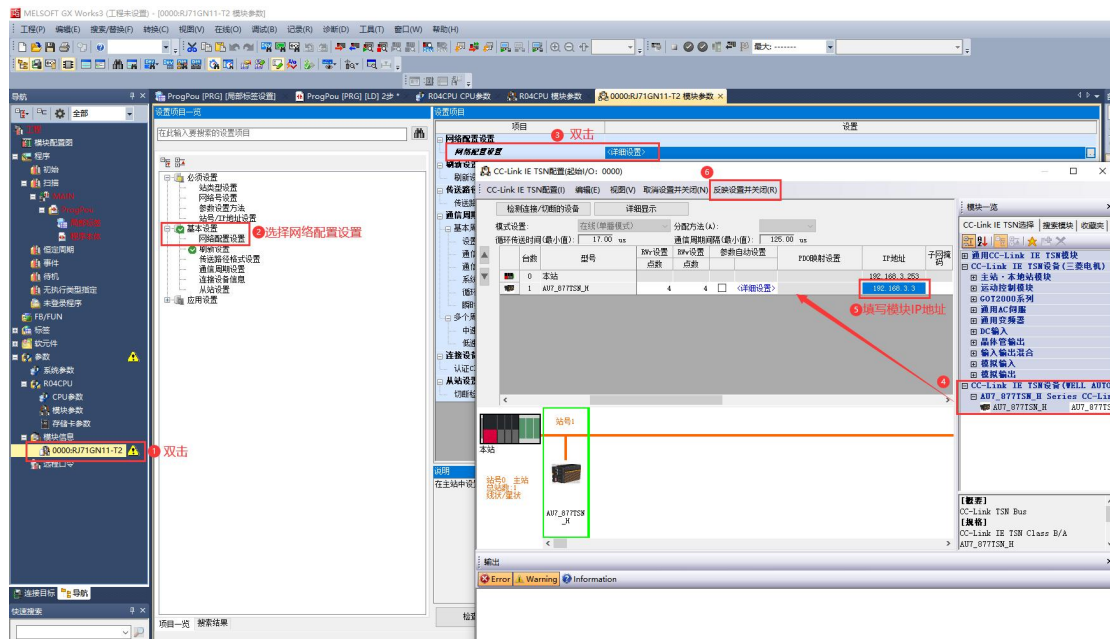 MELSOFT GX Works3 (工程未设置) - [0000:RJ71GN11-T2 模块参数]
工程(P) 编辑(E) 搜索/替换(F) 转换(C) 视图(V) 在线(O) 调试(B) 记录(R) 诊断(D) 工具(T) 窗口(W) 帮助(H)
最大: -------
导航
ProgPou [PRG] [局部标签设置]
ProgPou [PRG] [LD] 2步 *
R04CPU CPU参数
R04CPU 模块参数
0000:RJ71GN11-T2 模块参数
全部
工程
模块配置图
程序
初始
扫描
MAIN
ProgPou
恒定周期
事件
待机
无执行类型指定
未登录程序
FB/FUN
标签
软元件
参数
系统参数
R04CPU
CPU参数
模块参数
存储卡参数
模块信息
0000:RJ71GN11-T2
远程口令
1 双击
连接目标 导航
快速搜索
设置项目一览
在此输入要搜索的设置项目
必须设置
站类型设置
网络号设置
参数设置方法
站号/IP地址设置
基本设置
网络配置设置
刷新设置
传送路径格式设置
通信周期设置
连接设备信息
从站设置
应用设置
2选择网络配置设置
项目一览 搜索结果
设置项目
项目 设置
网络配置设置
网络配置设置 <详细设置>
3 双击
CC-Link IE TSN配置(起始I/O: 0000)
6
CC-Link IE TSN配置(I) 编辑(E) 视图(V) 取消设置并关闭(N) 反映设置并关闭(R)
检测连接/切断的设备 详细显示
模式设置: 在线(单播模式) 分配方法(A):
循环传送时间(最小值): 17.00 us 通信周期间隔(最小值): 125.00 us
台数 型号 RWr设置 RWw设置 参数自动设置 PDO映射设置 IP地址 子网掩码
点数 点数
0 本站 192.168.3.253
1 AU7_877TSN_H 4 4 <详细设置> 192.168.3.3
5填写模块IP地址
4
站号1
本站
站号0 主站
总站数:1
线状/星状
AU7_877TSN
_H
输出
Error Warning Information
说明
模块一览
CC-Link IE TSN选择 搜索模块 收藏夹
通用CC-Link IE TSN模块
CC-Link IE TSN设备(三菱电机)
主站・本地站模块
运动控制模块
GOT2000系列
通用AC伺服
通用变频器
DC输入
晶体管输出
输入输出混合
模拟输入
模拟输出
CC-Link IE TSN设备(WELL AUTO
AU7_877TSN_H Series CC-Lin
AU7_877TSN_H AU7_877TS
[概要]
CC-Link TSN Bus
[规格]
CC-Link IE TSN Class B/A
AU7_877TSN_H